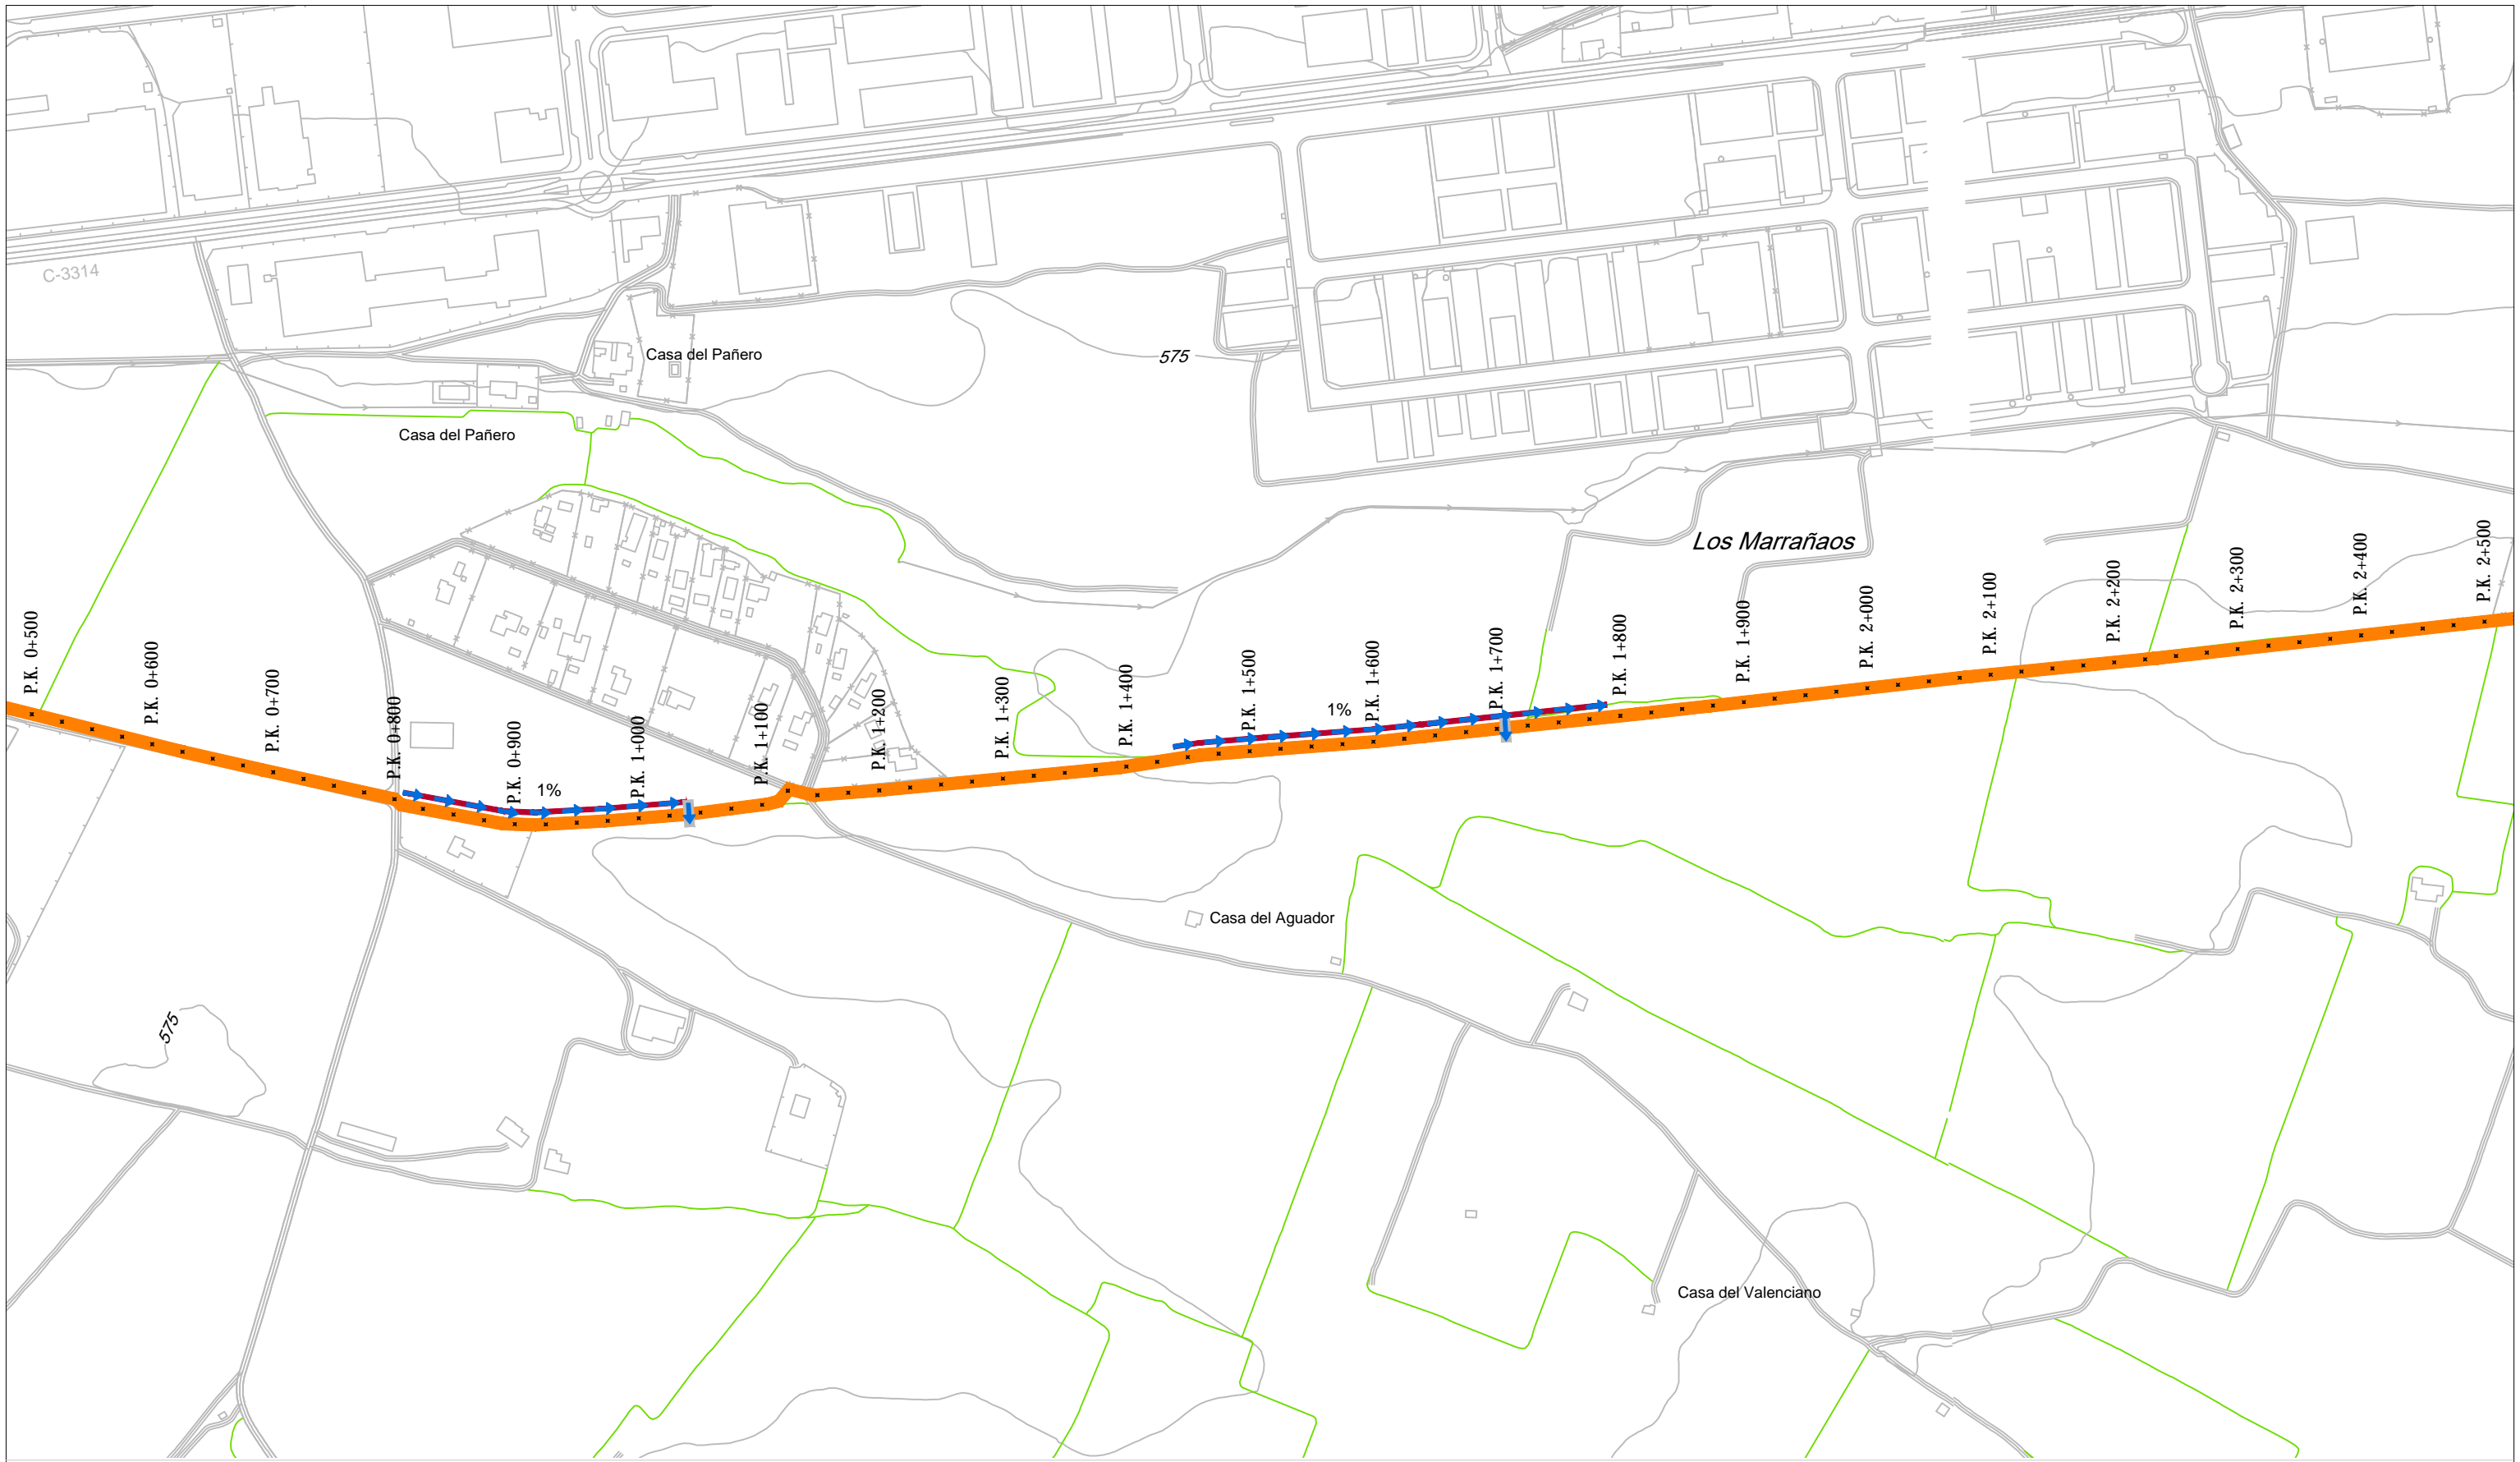 C-3314
Casa del Pañero
575
Casa del Pañero
Los Marrañaos
P.K. 0+500
P.K. 0+600
P.K. 0+700
P.K. 0+800
P.K. 0+900
P.K. 1+000
P.K. 1+100
P.K. 1+200
P.K. 1+300
P.K. 1+400
P.K. 1+500
P.K. 1+600
P.K. 1+700
P.K. 1+800
P.K. 1+900
P.K. 2+000
P.K. 2+100
P.K. 2+200
P.K. 2+300
P.K. 2+400
P.K. 2+500
1%
1%
Casa del Aguador
575
Casa del Valenciano